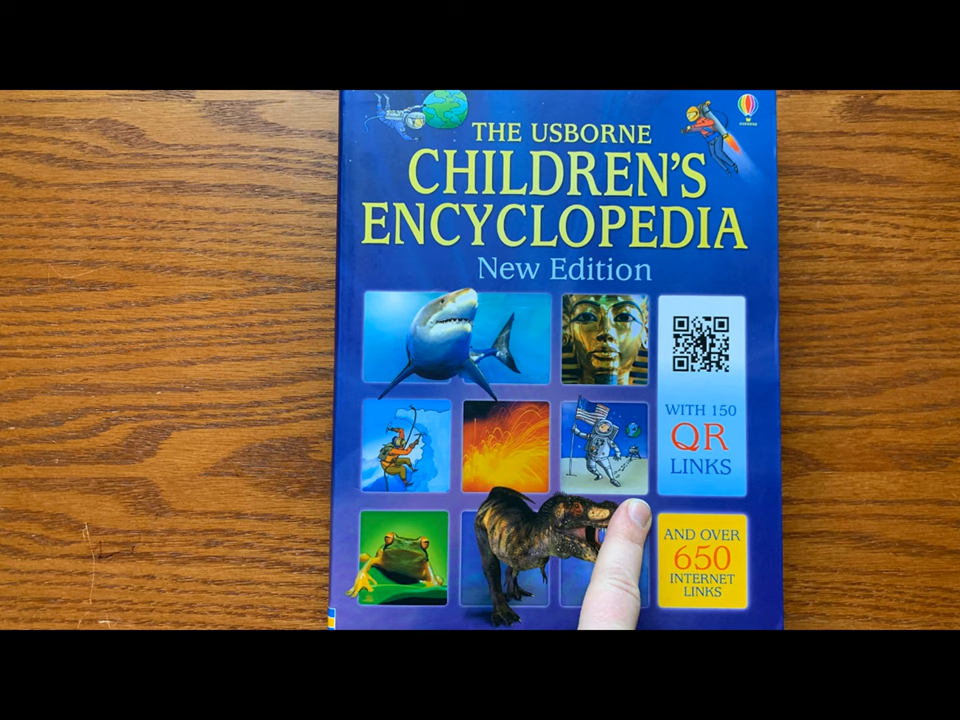 THE USBORNE
CHILDREN'S
ENCYCLOPEDIA
New Edition
WITH 150
QR
LINKS
AND OVER
650
INTERNET
LINKS